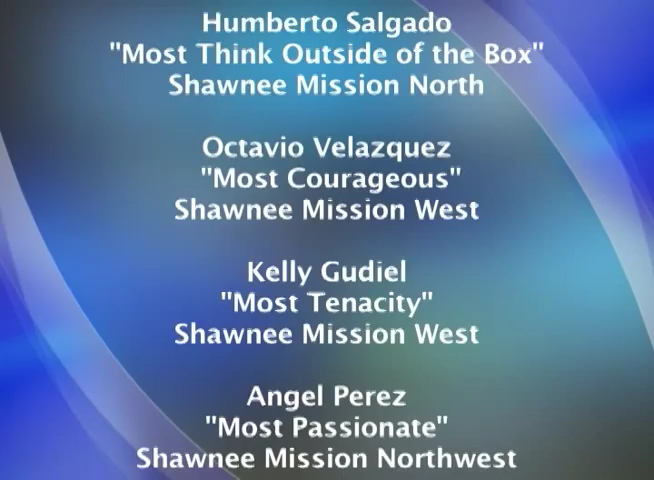 Humberto Salgado
"Most Think Outside of the Box"
Shawnee Mission North
Octavio Velazquez
"Most Courageous"
Shawnee Mission West
Kelly Gudiel
"Most Tenacity"
Shawnee Mission West
Angel Perez
"Most Passionate"
Shawnee Mission Northwest